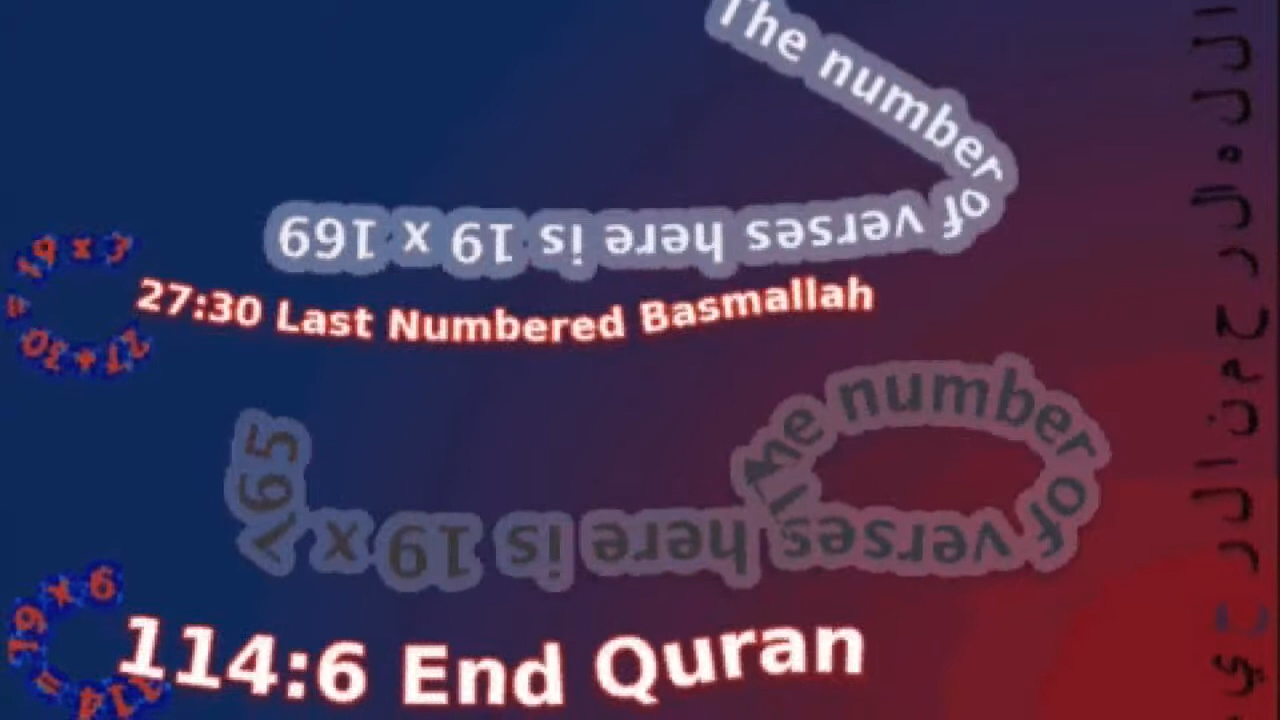 The number of verses here is 19 x 169
27+30 = 19 x 3
27:30 Last Numbered Basmallah
The number of verses here is 19 x
114 = 19 x 6
114:6 End Quran
ا ل ل ه ا ل ر ح م ن ا ل ر ح ي